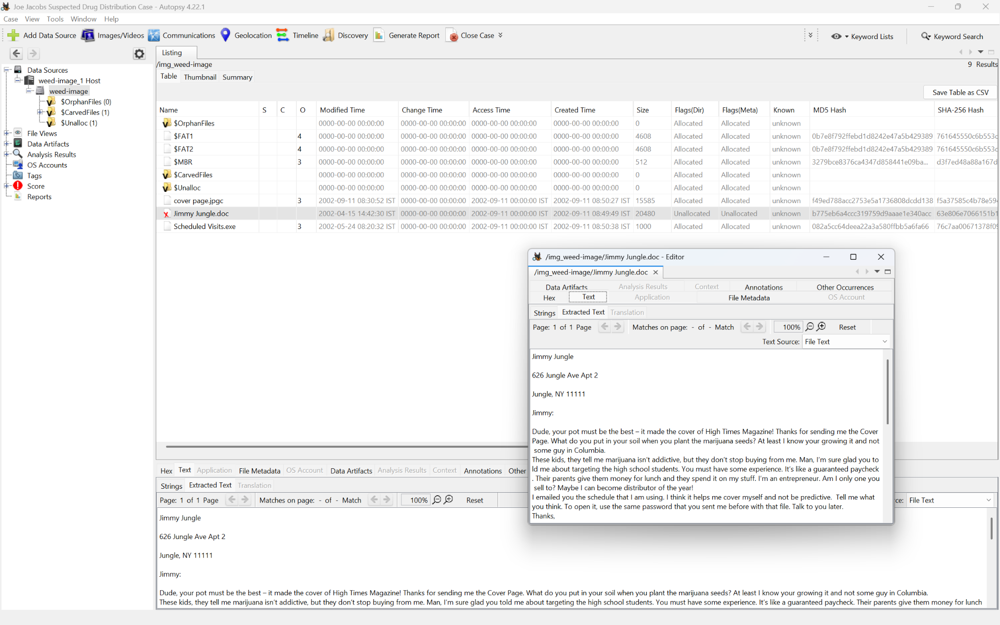 Joe Jacobs Suspected Drug Distribution Case - Autopsy 4.22.1
Case View Tools Window Help
Add Data Source Images/Videos Communications Geolocation Timeline Discovery Generate Report Close Case Keyword Lists Keyword Search
Listing
/img_weed-image 9 Results
Table Thumbnail Summary
Save Table as CSV
Data Sources
weed-image_1 Host
weed-image
$OrphanFiles (0)
$CarvedFiles (1)
$Unalloc (1)
File Views
Data Artifacts
Analysis Results
OS Accounts
Tags
Score
Reports
Name S C O Modified Time Change Time Access Time Created Time Size Flags(Dir) Flags(Meta) Known MD5 Hash SHA-256 Hash
$OrphanFiles 0000-00-00 00:00:00 0000-00-00 00:00:00 0000-00-00 00:00:00 0000-00-00 00:00:00 0 Allocated Allocated unknown
$FAT1 4 0000-00-00 00:00:00 0000-00-00 00:00:00 0000-00-00 00:00:00 0000-00-00 00:00:00 4608 Allocated Allocated unknown 0b7e8f792ffebd1d8242e47a5b429389 761645550c6b553c
$FAT2 4 0000-00-00 00:00:00 0000-00-00 00:00:00 0000-00-00 00:00:00 0000-00-00 00:00:00 4608 Allocated Allocated unknown 0b7e8f792ffebd1d8242e47a5b429389 761645550c6b553c
$MBR 3 0000-00-00 00:00:00 0000-00-00 00:00:00 0000-00-00 00:00:00 0000-00-00 00:00:00 512 Allocated Allocated unknown 3279bce8376ca4347d858441e09ba... d3f7ed48a88a167d
$CarvedFiles 0000-00-00 00:00:00 0000-00-00 00:00:00 0000-00-00 00:00:00 0000-00-00 00:00:00 0 Allocated Allocated unknown
$Unalloc 0000-00-00 00:00:00 0000-00-00 00:00:00 0000-00-00 00:00:00 0000-00-00 00:00:00 0 Allocated Allocated unknown
cover page.jpgc 3 2002-09-11 08:30:52 IST 0000-00-00 00:00:00 2002-09-11 00:00:00 IST 2002-09-11 08:50:27 IST 15585 Allocated Allocated unknown f49ed788acc2753e5a1736808dcdd138 f5a37585c4b78e59
Jimmy Jungle.doc 2002-04-15 14:42:30 IST 0000-00-00 00:00:00 2002-09-11 00:00:00 IST 2002-09-11 08:49:49 IST 20480 Unallocated Unallocated unknown b775eb6a4ccc319759d9aaae1e340acc 63e806e7066151b1
Scheduled Visits.exe 3 2002-05-24 08:20:32 IST 0000-00-00 00:00:00 2002-09-11 00:00:00 IST 2002-09-11 08:50:38 IST 1000 Allocated Allocated unknown 082a5cc64deea22a3a580ffbb5a6fa66 76c7aa00671378f0
/img_weed-image/Jimmy Jungle.doc - Editor
/img_weed-image/Jimmy Jungle.doc
Data Artifacts Analysis Results Context Annotations Other Occurrences
Hex Text Application File Metadata OS Account
Strings Extracted Text Translation
Page: 1 of 1 Page Matches on page: - of - Match 100% Reset
Text Source: File Text
Jimmy Jungle
626 Jungle Ave Apt 2
Jungle, NY 11111
Jimmy:
Dude, your pot must be the best – it made the cover of High Times Magazine! Thanks for sending me the Cover
Page. What do you put in your soil when you plant the marijuana seeds? At least I know your growing it and not
some guy in Columbia.
These kids, they tell me marijuana isn't addictive, but they don't stop buying from me. Man, I'm sure glad you to
ld me about targeting the high school students. You must have some experience. It's like a guaranteed paycheck
. Their parents give them money for lunch and they spend it on my stuff. I'm an entrepreneur. Am I only one you
sell to? Maybe I can become distributor of the year!
I emailed you the schedule that I am using. I think it helps me cover myself and not be predictive. Tell me what
you think. To open it, use the same password that you sent me before with that file. Talk to you later.
Thanks,
Hex Text Application File Metadata OS Account Data Artifacts Analysis Results Context Annotations Other
Strings Extracted Text Translation
Page: 1 of 1 Page Matches on page: - of - Match 100% Reset ce: File Text
Jimmy Jungle
626 Jungle Ave Apt 2
Jungle, NY 11111
Jimmy:
Dude, your pot must be the best – it made the cover of High Times Magazine! Thanks for sending me the Cover Page. What do you put in your soil when you plant the marijuana seeds? At least I know your growing it and not some guy in Columbia.
These kids, they tell me marijuana isn't addictive, but they don't stop buying from me. Man, I'm sure glad you told me about targeting the high school students. You must have some experience. It's like a guaranteed paycheck. Their parents give them money for lunch